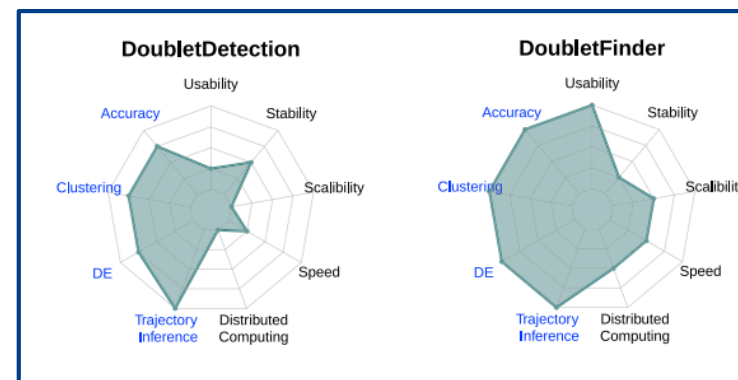 DoubletDetection
Usability
Accuracy
Stability
Clustering
Scalibility
DE
Speed
Trajectory
Inference
Distributed
Computing
DoubletFinder
Usability
Accuracy
Stability
Clustering
Scalibility
DE
Speed
Trajectory
Inference
Distributed
Computing